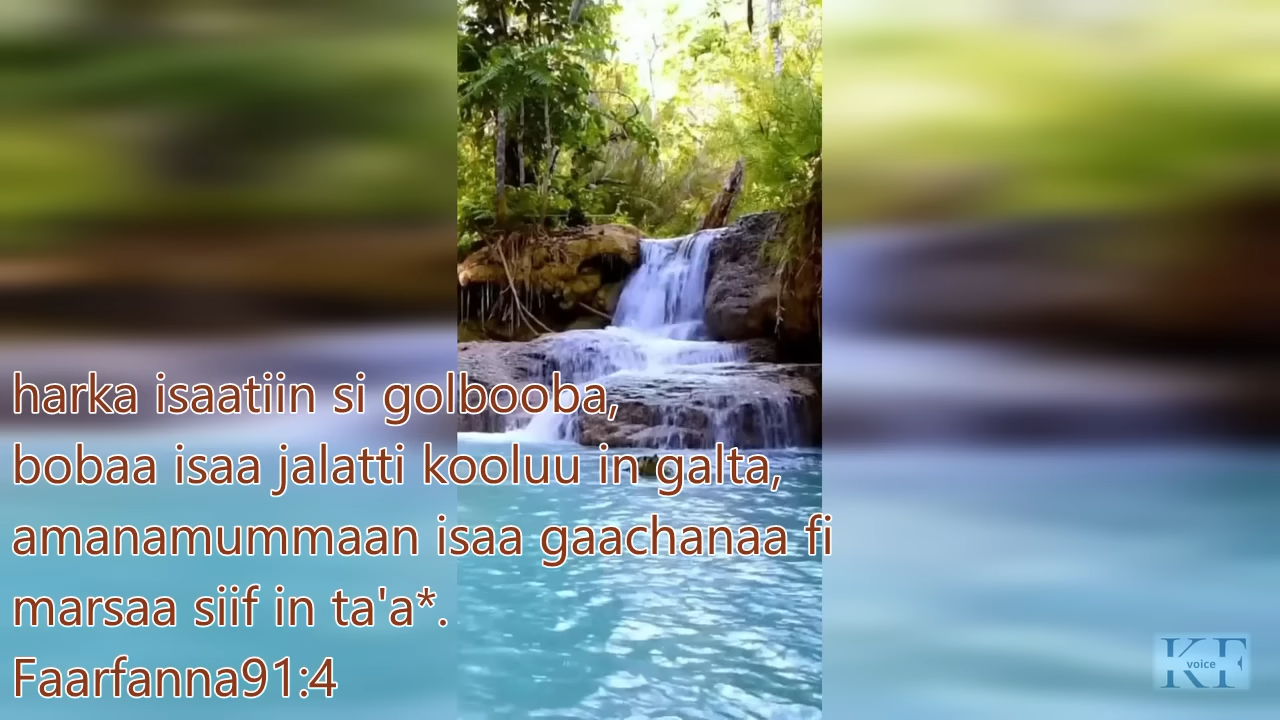 harka isaatiin si golbooba,
bobaa isaa jalatti kooluu in galta,
amanamummaan isaa gaachanaa fi
marsaa siif in ta'a*.
Faarfanna91:4
KF
voice